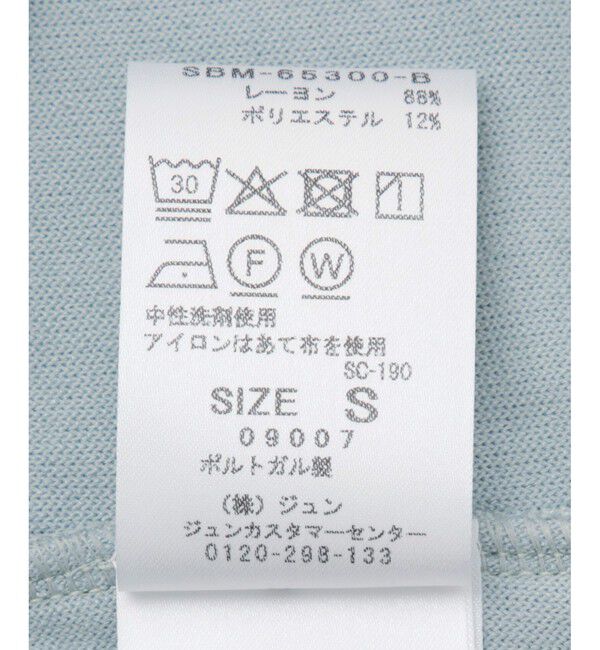 SBM-65300-B
レーヨン 88%
ポリエステル 12%
30
F W
中性洗剤使用
アイロンはあて布を使用
SC-190
SIZE S
09007
ポルトガル製
(株)ジュン
ジュンカスタマーセンター
0120-298-133